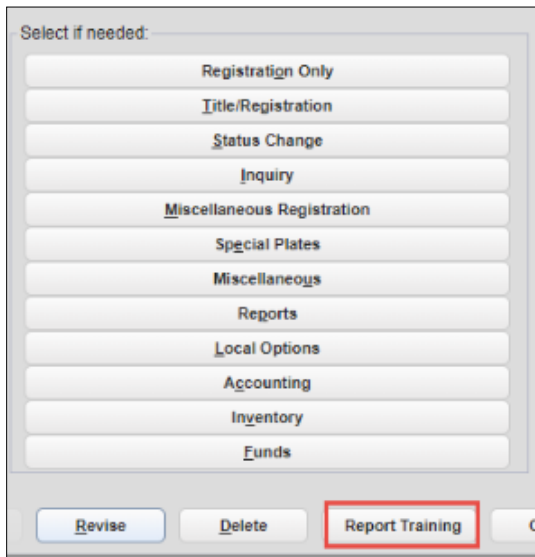 Select if needed:
Registration Only
Title/Registration
Status Change
Inquiry
Miscellaneous Registration
Special Plates
Miscellaneous
Reports
Local Options
Accounting
Inventory
Funds
Revise Delete Report Training